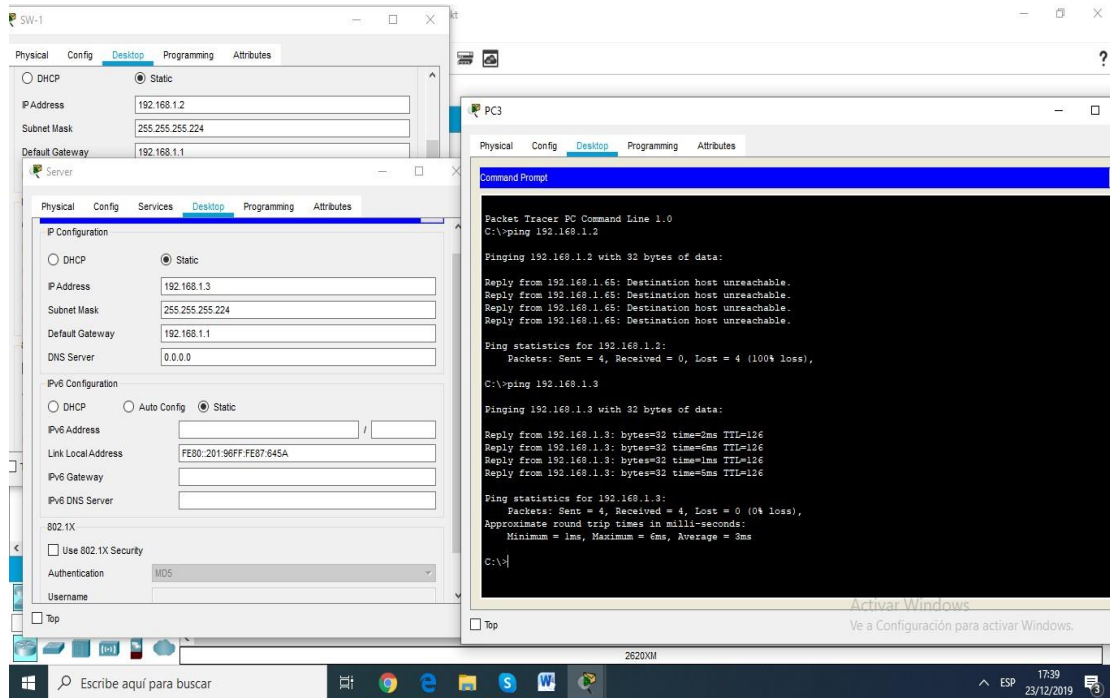 SW-1
Physical Config Desktop Programming Attributes
DHCP Static
IP Address 192.168.1.2
Subnet Mask 255.255.255.224
Default Gateway 192.168.1.1
Server
Physical Config Services Desktop Programming Attributes
IP Configuration
DHCP Static
IP Address 192.168.1.3
Subnet Mask 255.255.255.224
Default Gateway 192.168.1.1
DNS Server 0.0.0.0
IPv6 Configuration
DHCP Auto Config Static
IPv6 Address /
Link Local Address FE80::201:96FF:FE87:645A
IPv6 Gateway
IPv6 DNS Server
802.1X
Use 802.1X Security
Authentication MD5
Username
Top
kt
?
PC3
Physical Config Desktop Programming Attributes
Command Prompt
Packet Tracer PC Command Line 1.0
C:\>ping 192.168.1.2
Pinging 192.168.1.2 with 32 bytes of data:
Reply from 192.168.1.65: Destination host unreachable.
Reply from 192.168.1.65: Destination host unreachable.
Reply from 192.168.1.65: Destination host unreachable.
Reply from 192.168.1.65: Destination host unreachable.
Ping statistics for 192.168.1.2:
Packets: Sent = 4, Received = 0, Lost = 4 (100% loss),
C:\>ping 192.168.1.3
Pinging 192.168.1.3 with 32 bytes of data:
Reply from 192.168.1.3: bytes=32 time=2ms TTL=126
Reply from 192.168.1.3: bytes=32 time=6ms TTL=126
Reply from 192.168.1.3: bytes=32 time=1ms TTL=126
Reply from 192.168.1.3: bytes=32 time=5ms TTL=126
Ping statistics for 192.168.1.3:
Packets: Sent = 4, Received = 4, Lost = 0 (0% loss),
Approximate round trip times in milli-seconds:
Minimum = 1ms, Maximum = 6ms, Average = 3ms
C:\>
Top
Activar Windows
Ve a Configuración para activar Windows.
2620XM
Escribe aquí para buscar
ESP
17:39
23/12/2019
3